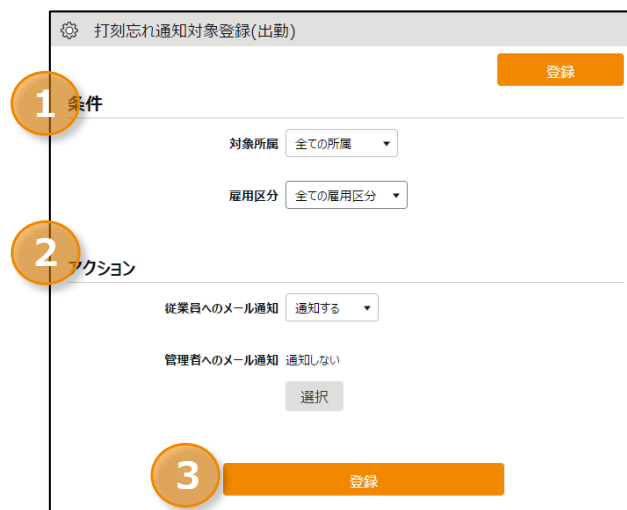 打刻忘れ通知対象登録(出勤)
登録
1
条件
対象所属 全ての所属
雇用区分 全ての雇用区分
2
アクション
従業員へのメール通知 通知する
管理者へのメール通知 通知しない
選択
3
登録